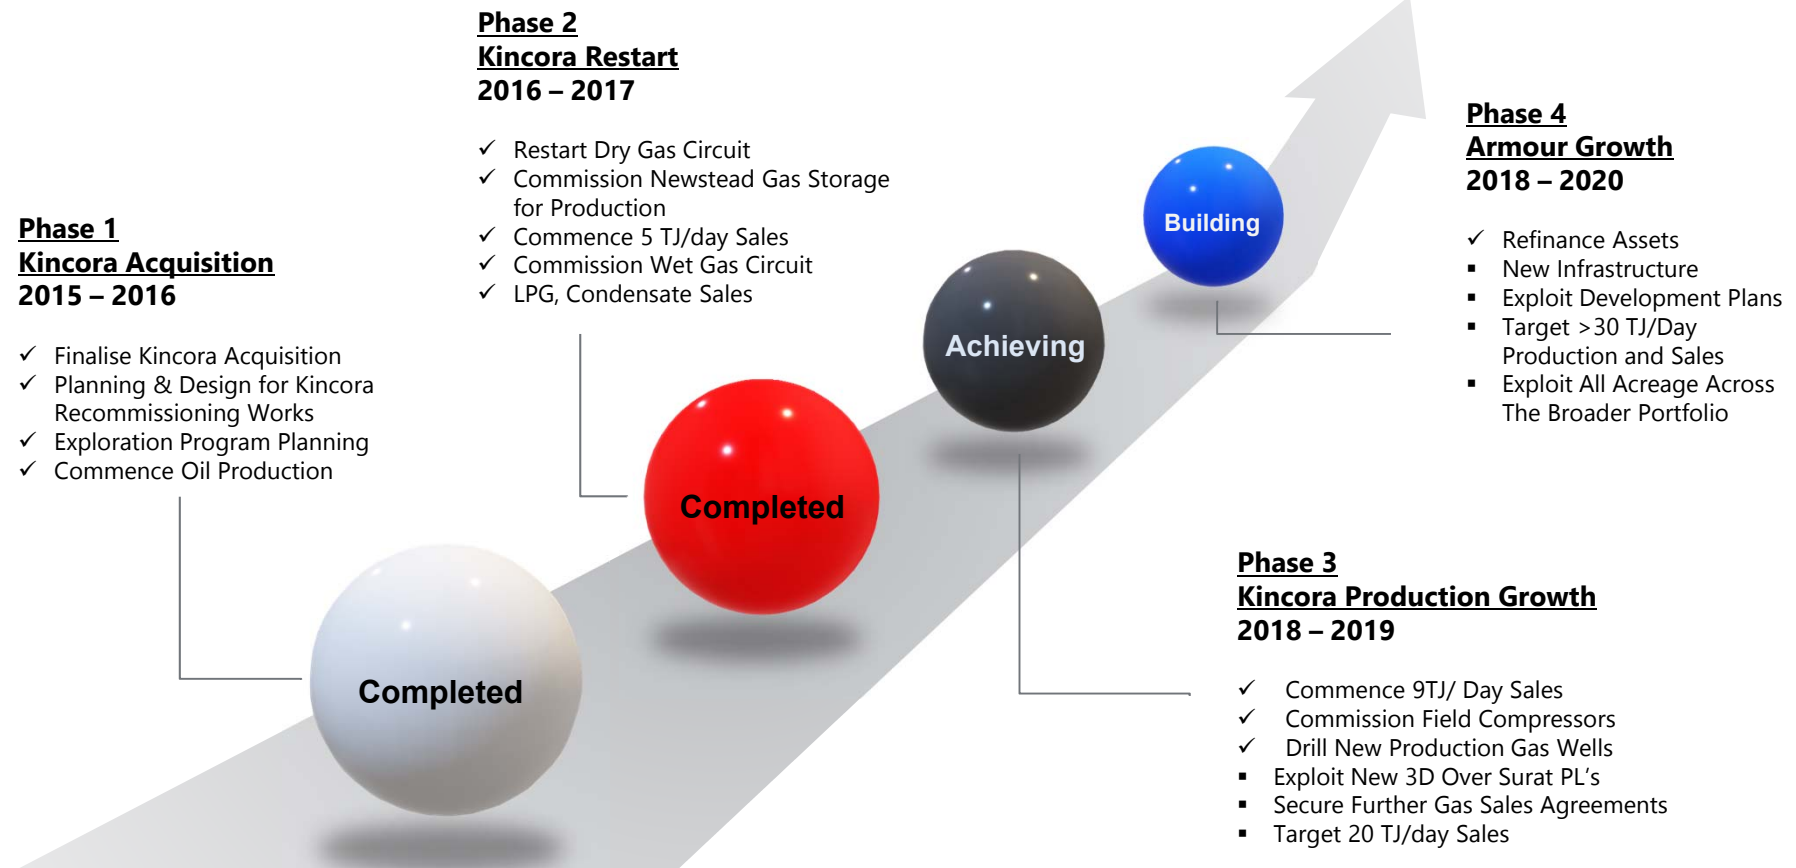 Phase 1
Kincora Acquisition
2015 – 2016
✓ Finalise Kincora Acquisition
✓ Planning & Design for Kincora
Recommissioning Works
✓ Exploration Program Planning
✓ Commence Oil Production
Completed
Phase 2
Kincora Restart
2016 – 2017
✓ Restart Dry Gas Circuit
✓ Commission Newstead Gas Storage
for Production
✓ Commence 5 TJ/day Sales
✓ Commission Wet Gas Circuit
✓ LPG, Condensate Sales
Completed
Phase 3
Kincora Production Growth
2018 – 2019
✓ Commence 9TJ/ Day Sales
✓ Commission Field Compressors
✓ Drill New Production Gas Wells
▪ Exploit New 3D Over Surat PL’s
▪ Secure Further Gas Sales Agreements
▪ Target 20 TJ/day Sales
Achieving
Phase 4
Armour Growth
2018 – 2020
✓ Refinance Assets
▪ New Infrastructure
▪ Exploit Development Plans
▪ Target >30 TJ/Day
Production and Sales
▪ Exploit All Acreage Across
The Broader Portfolio
Building